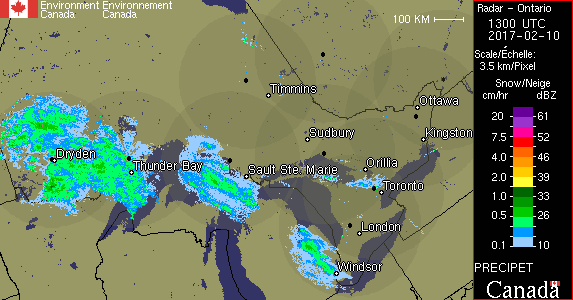 Environment Environnement
Canada Canada
100 KM
Timmins
Ottawa
Sudbury
Kingston
Dryden
Thunder Bay
Sault Ste. Marie
Orillia
Toronto
London
Windsor
Radar - Ontario
1300 UTC
2017-02-10
Scale/Échelle:
3.5 km/Pixel
Snow/Neige
cm/hr dBZ
20 61
7.5 52
4.0 46
2.0 39
1.0 33
0.5 26
0.1 10
PRECIPET
Canada